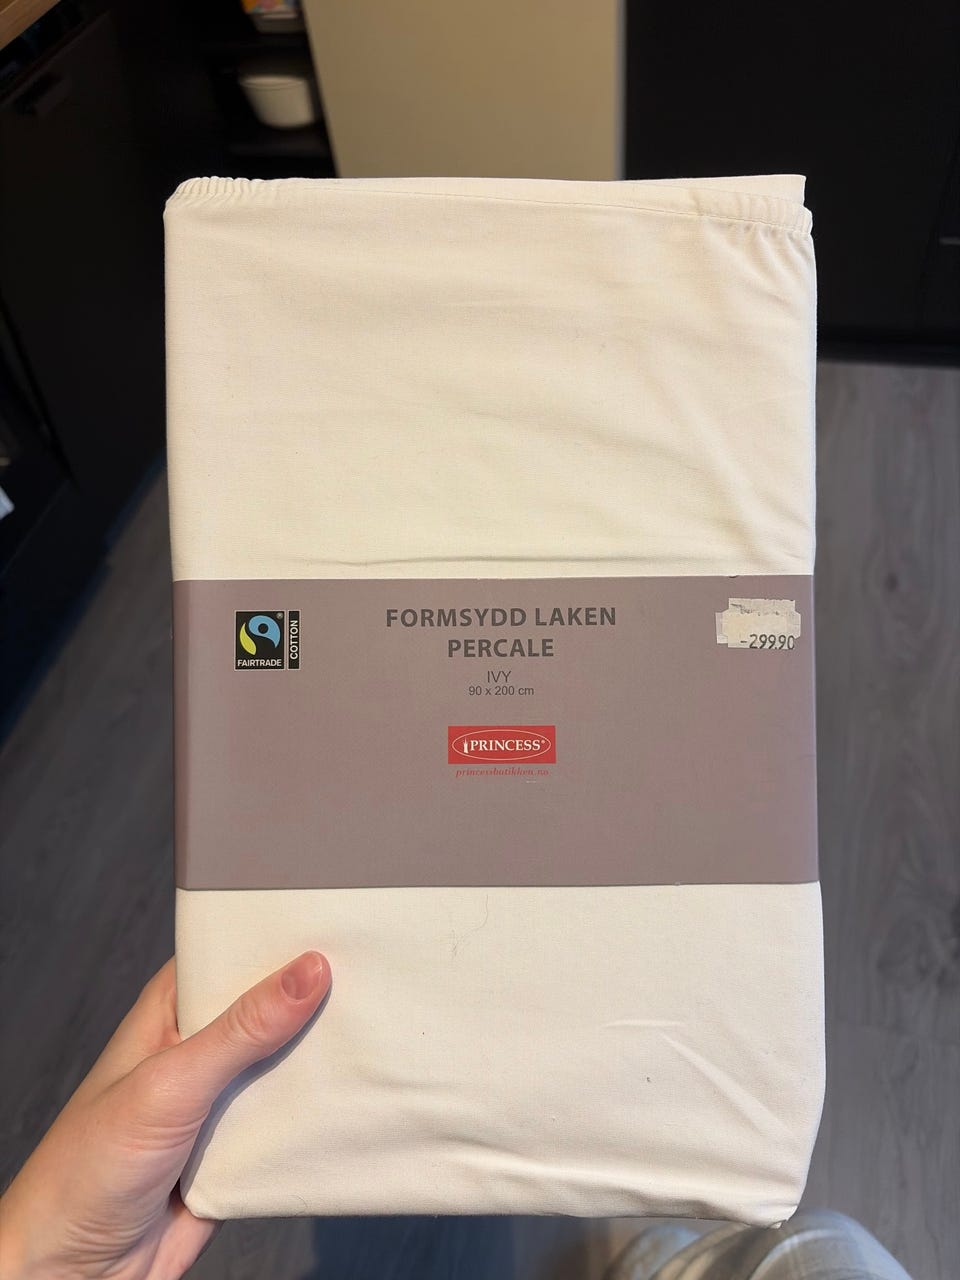 FORMSYDD LAKEN
PERCALE
IVY
90 x 200 cm
FAIRTRADE
®
COTTON
-299.90
PRINCESS®
princessbutikken.no